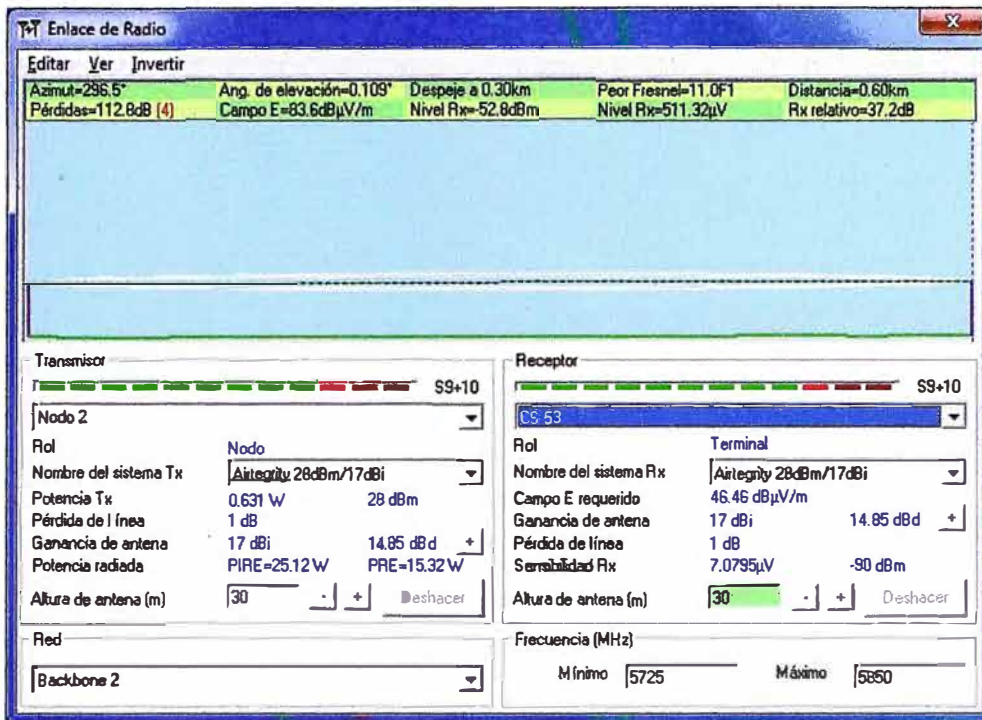 Enlace de Radio
Editar Ver Invertir
Azimut=296.5° Ang. de elevación=0.109° Despeje a 0.30km Peor Fresnel=11.0F1 Distancia=0.60km
Pérdidas=112.8dB (4) Campo E=83.6dBµV/m Nivel Rx=-52.8dBm Nivel Rx=511.32µV Rx relativo=37.2dB
Transmisor
S9+10
Nodo 2
Rol Nodo
Nombre del sistema Tx Airtegrity 28dBm/17dBi
Potencia Tx 0.631 W 28 dBm
Pérdida de línea 1 dB
Ganancia de antena 17 dBi 14.85 dBd +
Potencia radiada PIRE=25.12 W PRE=15.32 W
Altura de antena (m) 30 - + Deshacer
Red
Backbone 2
Receptor
S9+10
CS 53
Rol Terminal
Nombre del sistema Rx Airtegrity 28dBm/17dBi
Campo E requerido 46.46 dBµV/m
Ganancia de antena 17 dBi 14.85 dBd +
Pérdida de línea 1 dB
Sensibilidad Rx 7.0795µV -90 dBm
Altura de antena (m) 30 - + Deshacer
Frecuencia (MHz)
Mínimo 5725 Máximo 5850